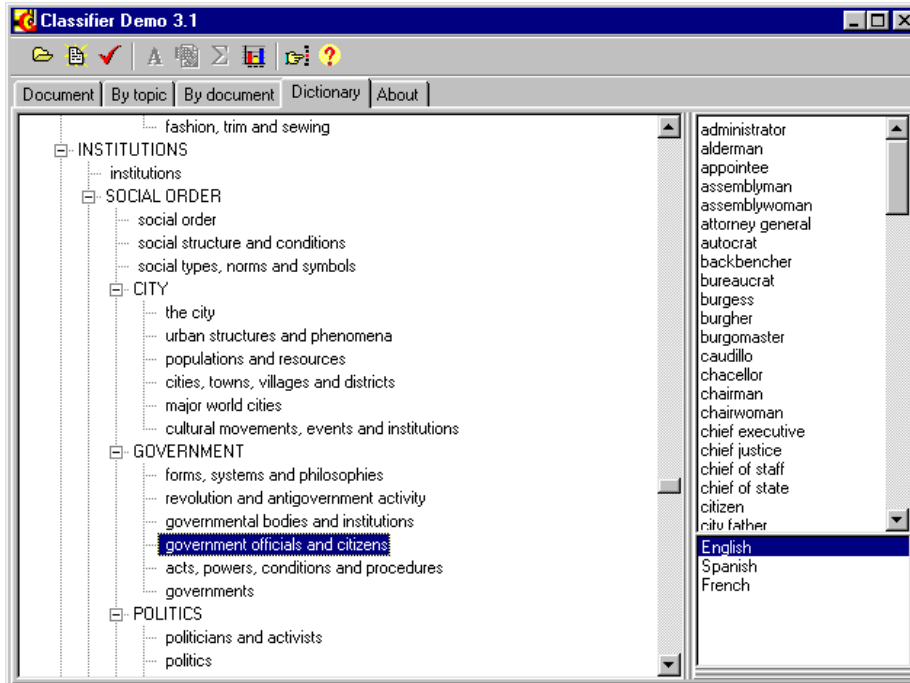 Classifier Demo 3.1
A Σ ?
Document By topic By document Dictionary About
fashion, trim and sewing
INSTITUTIONS
institutions
SOCIAL ORDER
social order
social structure and conditions
social types, norms and symbols
CITY
the city
urban structures and phenomena
populations and resources
cities, towns, villages and districts
major world cities
cultural movements, events and institutions
GOVERNMENT
forms, systems and philosophies
revolution and antigovernment activity
governmental bodies and institutions
government officials and citizens
acts, powers, conditions and procedures
governments
POLITICS
politicians and activists
politics
administrator
alderman
appointee
assemblyman
assemblywoman
attorney general
autocrat
backbencher
bureaucrat
burgess
burgher
burgomaster
caudillo
chacellor
chairman
chairwoman
chief executive
chief justice
chief of staff
chief of state
citizen
city father
English
Spanish
French